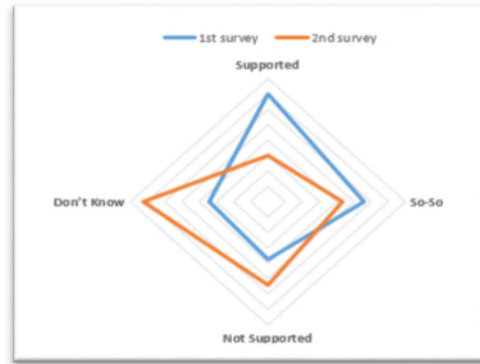 1st survey 2nd survey
Supported
Don't Know So-So
Not Supported